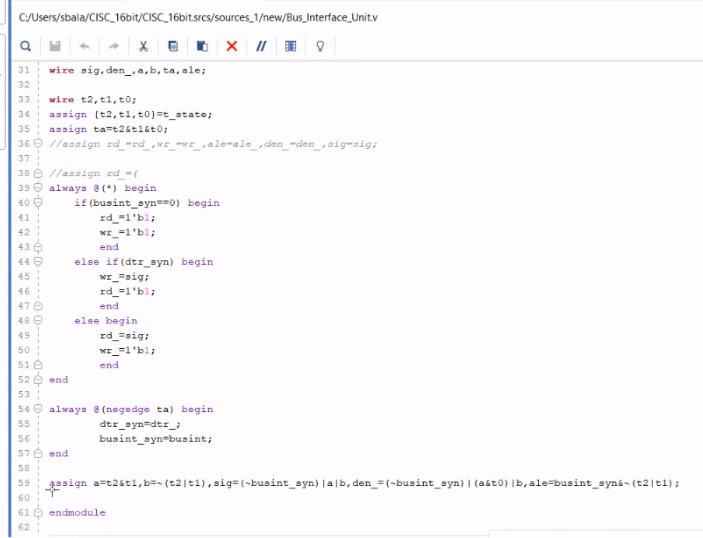 C:/Users/sbala/CISC_16bit/CISC_16bit.srcs/sources_1/new/Bus_Interface_Unit.v
31 wire sig,den_,a,b,ta,ale;
32
33 wire t2,t1,t0;
34 assign {t2,t1,t0}=t_state;
35 assign ta=t2&t1&t0;
36 //assign rd_=rd_,wr_=wr_,ale=ale_,den_=den_,sig=sig;
37
38 //assign rd_=(
39 always @(*) begin
40 if(busint_syn==0) begin
41 rd_=1'b1;
42 wr_=1'b1;
43 end
44 else if(dtr_syn) begin
45 wr_=sig;
46 rd_=1'b1;
47 end
48 else begin
49 rd_=sig;
50 wr_=1'b1;
51 end
52 end
53
54 always @(negedge ta) begin
55 dtr_syn=dtr_;
56 busint_syn=busint;
57 end
58
59 assign a=t2&t1,b=~(t2|t1),sig=(~busint_syn)|a|b,den_=(~busint_syn)|(a&t0)|b,ale=busint_syn&~(t2|t1);
60
61 endmodule
62